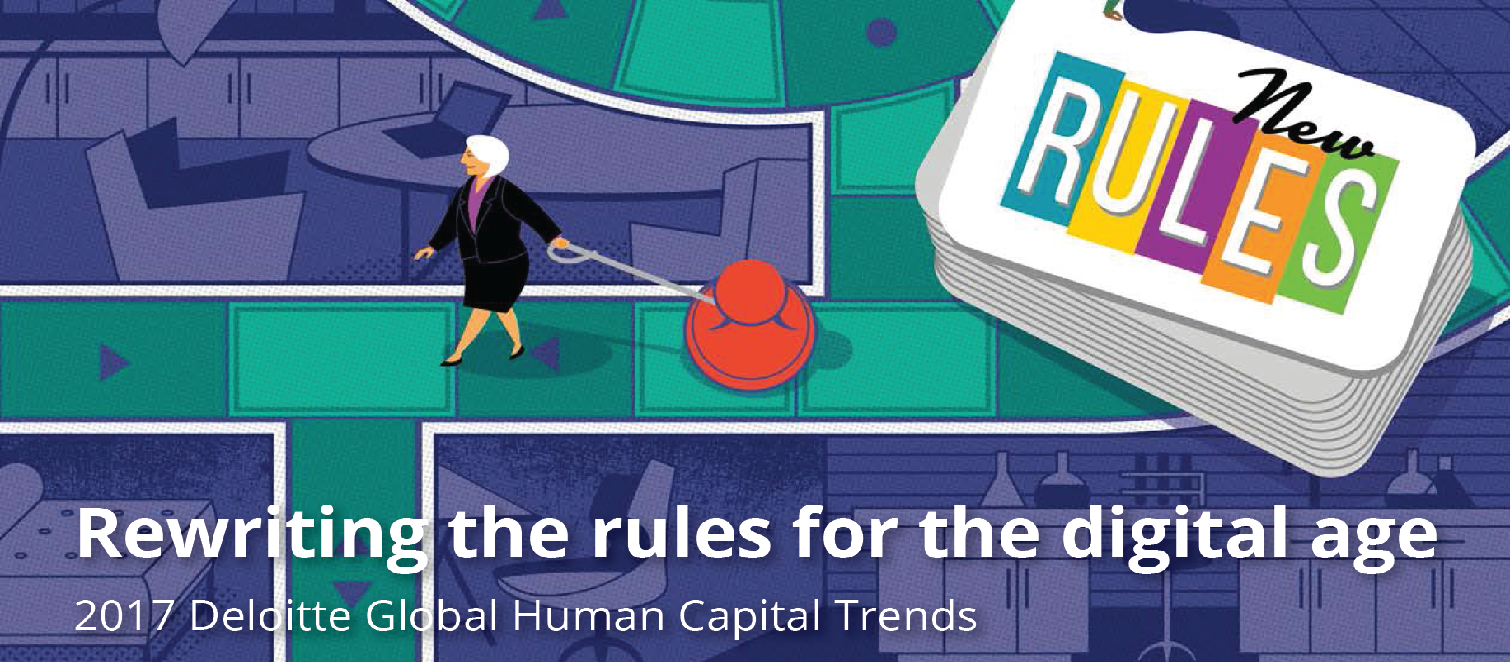 New
RULES
Rewriting the rules for the digital age
2017 Deloitte Global Human Capital Trends